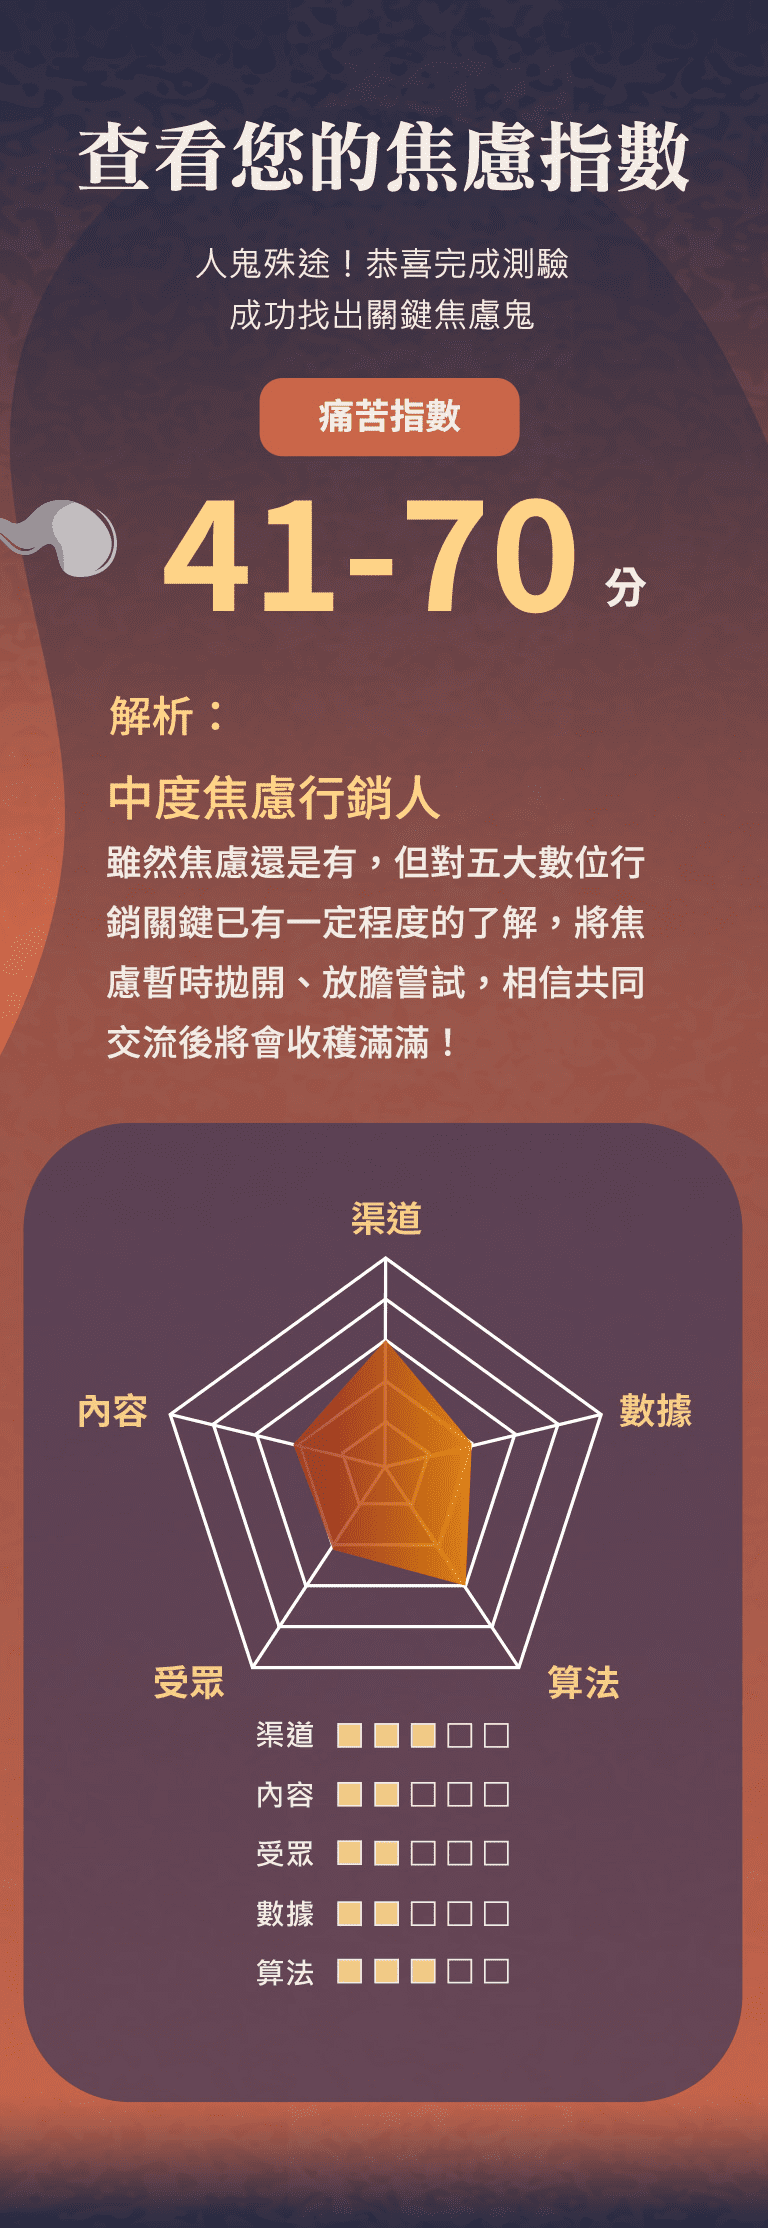 查看您的焦慮指數
人鬼殊途！恭喜完成測驗
成功找出關鍵焦慮鬼
痛苦指數
41-70 分
解析：
中度焦慮行銷人
雖然焦慮還是有，但對五大數位行
銷關鍵已有一定程度的了解，將焦
慮暫時拋開、放膽嘗試，相信共同
交流後將會收穫滿滿！
渠道
內容
數據
受眾
算法
渠道
內容
受眾
數據
算法